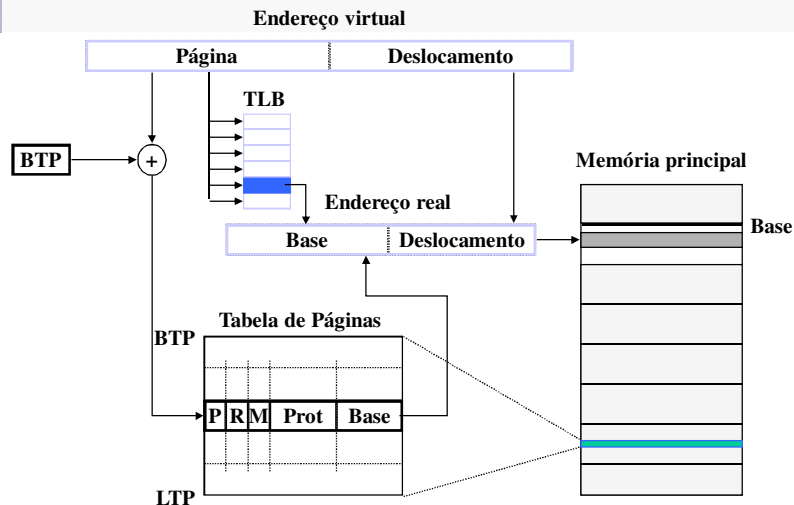 Endereço virtual
Página Deslocamento
TLB
BTP
+
Memória principal
Endereço real
Base Deslocamento
Base
Tabela de Páginas
BTP
P R M Prot Base
LTP